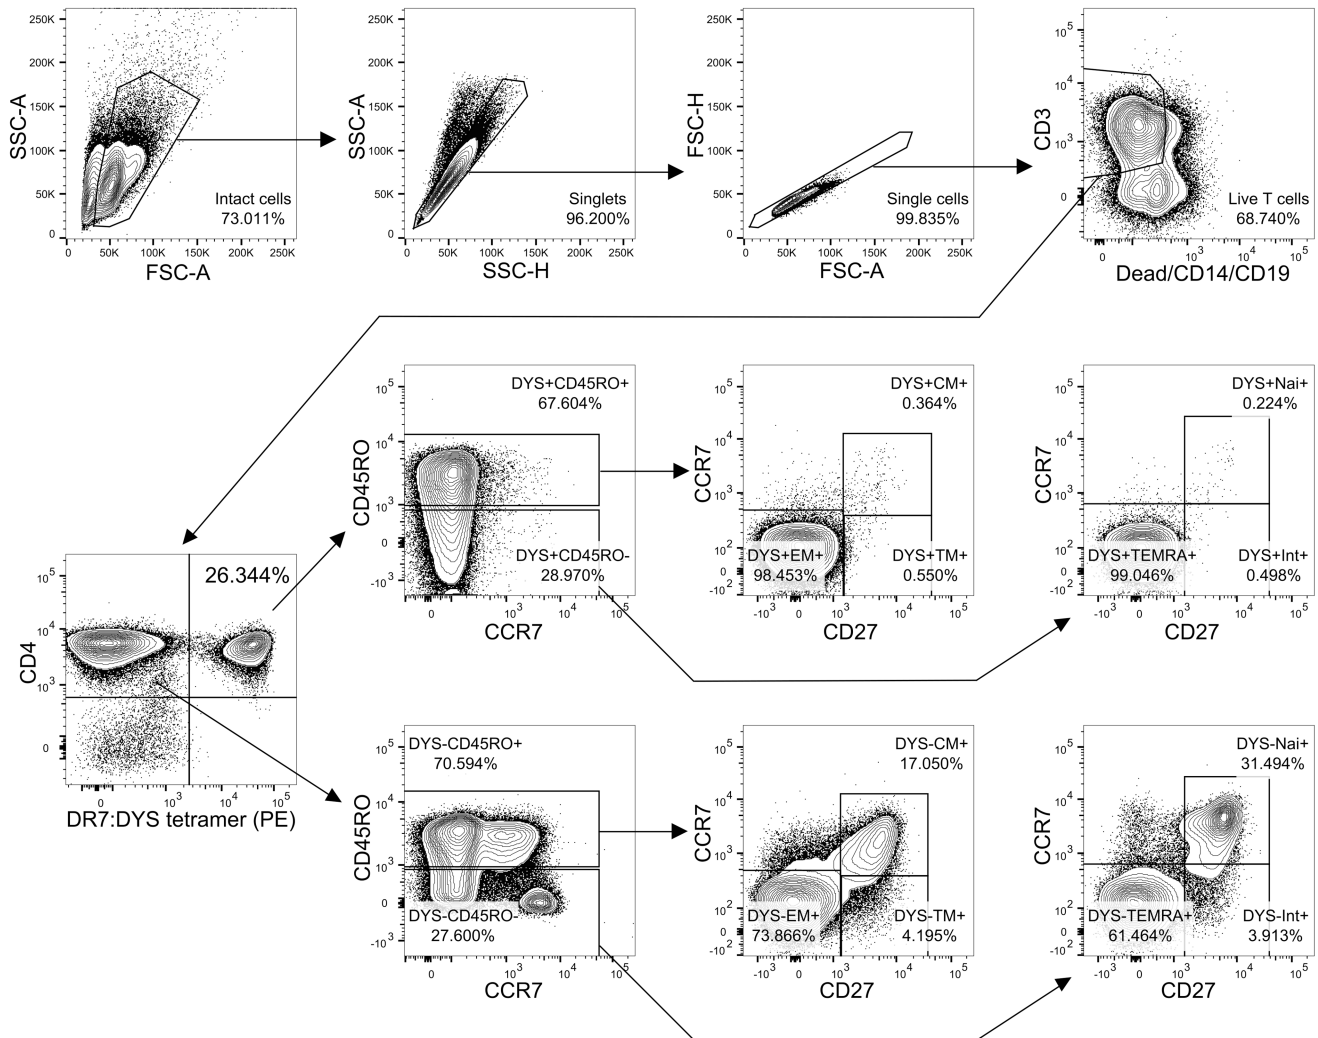 250K
200K
150K
100K
50K
0
SSC-A
Intact cells
73.011%
0 50K 100K 150K 200K 250K
FSC-A
250K
200K
150K
100K
50K
0
SSC-A
Singlets
96.200%
0 50K 100K 150K 200K 250K
SSC-H
250K
200K
150K
100K
50K
0
FSC-H
Single cells
99.835%
0 50K 100K 150K 200K 250K
FSC-A
10^5
10^4
10^3
0
CD3
Live T cells
68.740%
0 10^3 10^4 10^5
Dead/CD14/CD19
10^5
10^4
10^3
0
CD4
26.344%
0 10^3 10^4 10^5
DR7:DYS tetramer (PE)
10^5
10^4
10^3
0
-10^3
CD45RO
DYS+CD45RO+
67.604%
DYS+CD45RO-
28.970%
0 10^3 10^4 10^5
CCR7
10^5
10^4
10^3
10^2
0
-10^2
CCR7
DYS+CM+
0.364%
DYS+EM+
98.453%
DYS+TM+
0.550%
-10^3 0 10^3 10^4 10^5
CD27
10^5
10^4
10^3
10^2
0
-10^2
CCR7
DYS+Nai+
0.224%
DYS+TEMRA+
99.046%
DYS+Int+
0.498%
-10^3 0 10^3 10^4 10^5
CD27
10^5
10^4
10^3
0
-10^3
CD45RO
DYS-CD45RO+
70.594%
DYS-CD45RO-
27.600%
0 10^3 10^4 10^5
CCR7
10^5
10^4
10^3
10^2
0
-10^2
CCR7
DYS-CM+
17.050%
DYS-EM+
73.866%
DYS-TM+
4.195%
-10^3 0 10^3 10^4 10^5
CD27
10^5
10^4
10^3
10^2
0
-10^2
CCR7
DYS-Nai+
31.494%
DYS-TEMRA+
61.464%
DYS-Int+
3.913%
-10^3 0 10^3 10^4 10^5
CD27